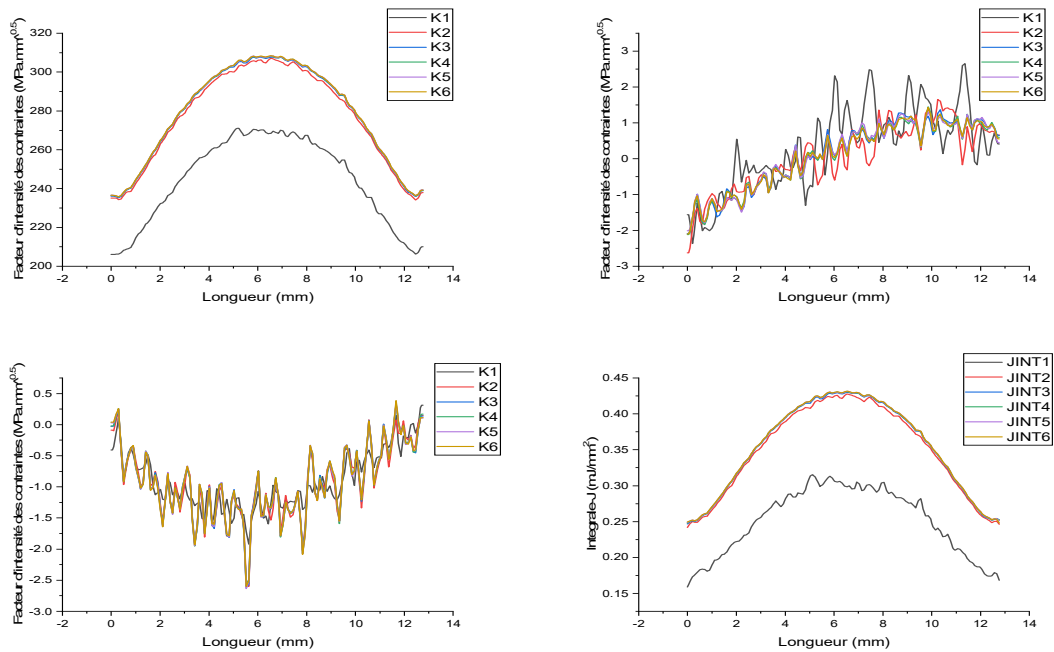 Facteur d'intensité des contraintes (MPa.mm^0.5)
320
300
280
260
240
220
200
-2
0
2
4
6
8
10
12
14
Longueur (mm)
K1
K2
K3
K4
K5
K6
Facteur d'intensité des contraintes (MPa.mm^0.5)
3
2
1
0
-1
-2
-3
-2
0
2
4
6
8
10
12
14
Longueur (mm)
K1
K2
K3
K4
K5
K6
Facteur d'intensité des contraintes (MPa.mm^0.5)
0.5
0.0
-0.5
-1.0
-1.5
-2.0
-2.5
-3.0
-2
0
2
4
6
8
10
12
14
Longueur (mm)
K1
K2
K3
K4
K5
K6
Integrale-J (mJ/mm²)
0.45
0.40
0.35
0.30
0.25
0.20
0.15
-2
0
2
4
6
8
10
12
14
Longueur (mm)
JINT1
JINT2
JINT3
JINT4
JINT5
JINT6